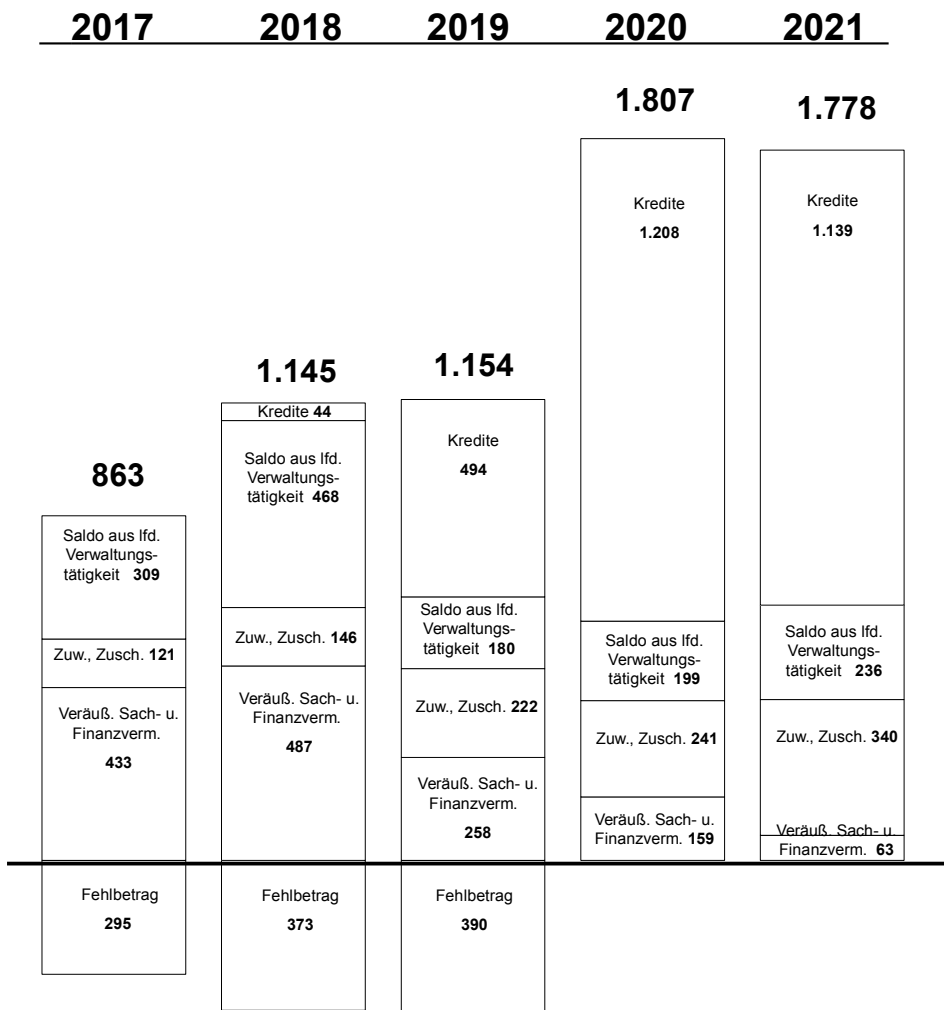 2017 2018 2019 2020 2021
863
Saldo aus lfd.
Verwaltungs-
tätigkeit 309
Zuw., Zusch. 121
Veräuß. Sach- u.
Finanzverm.
433
Fehlbetrag
295
1.145
Kredite 44
Saldo aus lfd.
Verwaltungs-
tätigkeit 468
Zuw., Zusch. 146
Veräuß. Sach- u.
Finanzverm.
487
Fehlbetrag
373
1.154
Kredite
494
Saldo aus lfd.
Verwaltungs-
tätigkeit 180
Zuw., Zusch. 222
Veräuß. Sach- u.
Finanzverm.
258
Fehlbetrag
390
1.807
Kredite
1.208
Saldo aus lfd.
Verwaltungs-
tätigkeit 199
Zuw., Zusch. 241
Veräuß. Sach- u.
Finanzverm. 159
1.778
Kredite
1.139
Saldo aus lfd.
Verwaltungs-
tätigkeit 236
Zuw., Zusch. 340
Veräuß. Sach- u.
Finanzverm. 63